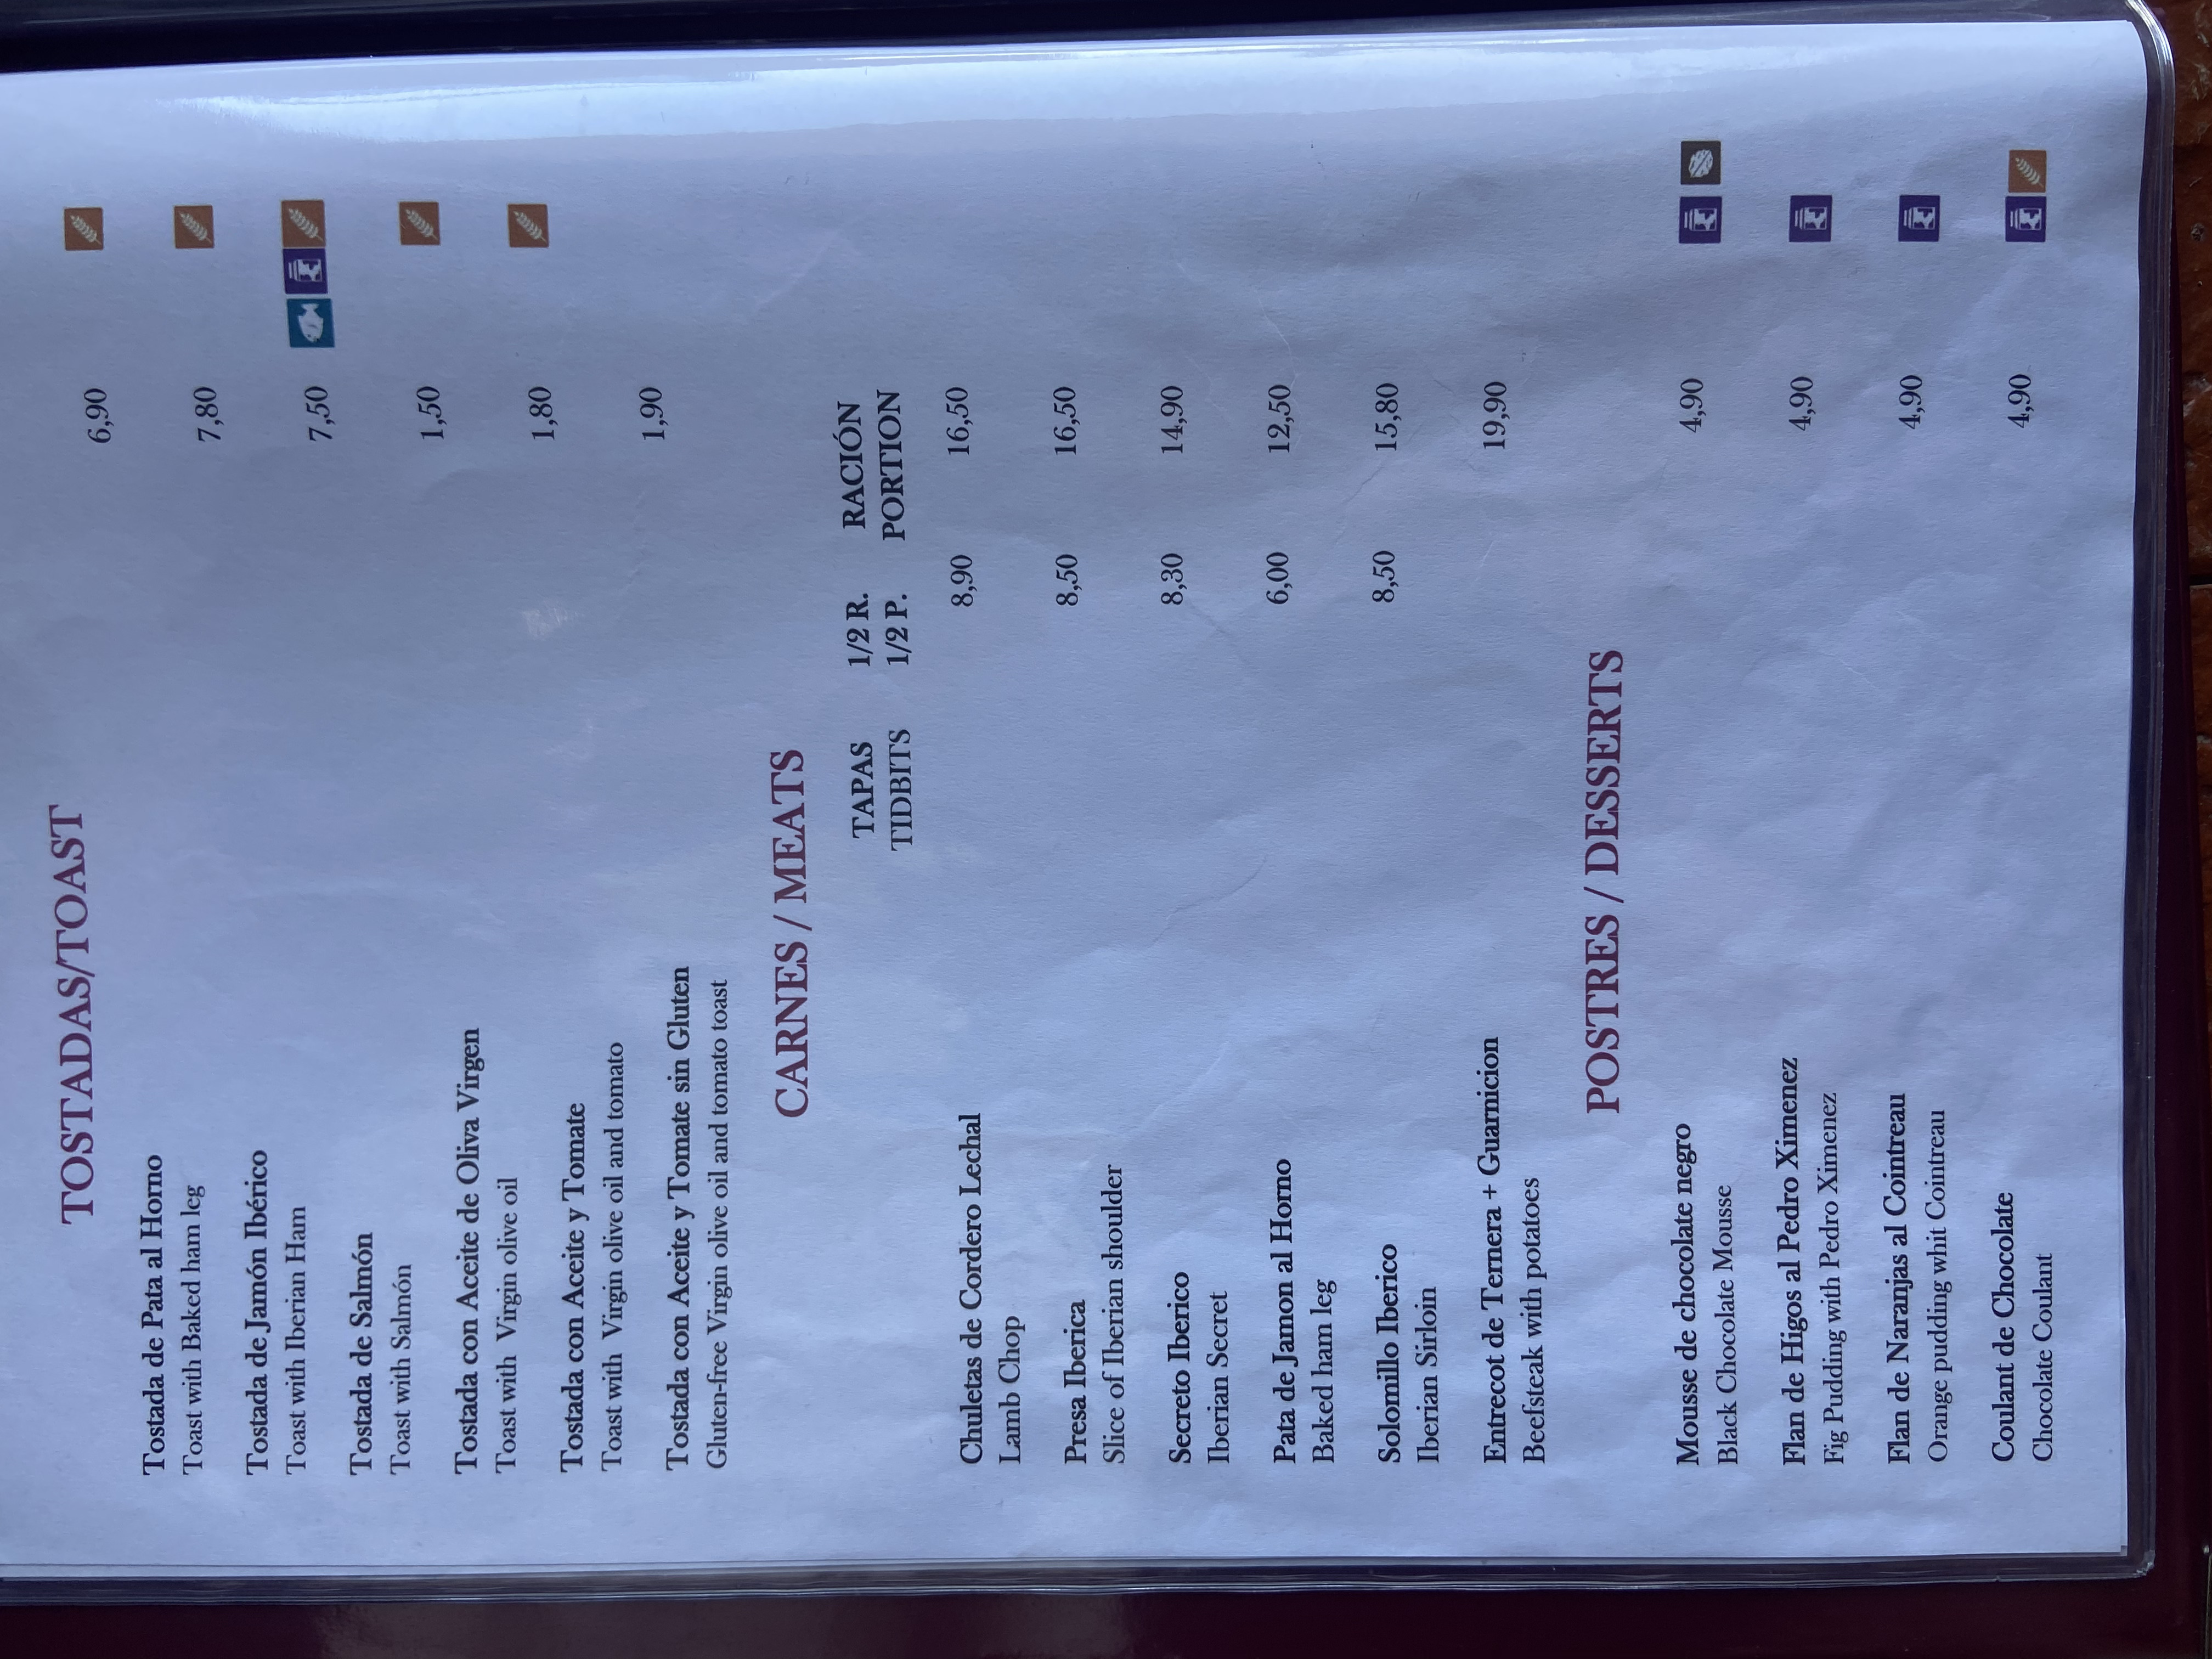 TOSTADAS/TOAST
6,90
Tostada de Pata al Horno
Toast with Baked ham leg
7,80
Tostada de Jamón Ibérico
Toast with Iberian Ham
7,50
Tostada de Salmón
Toast with Salmón
1,50
Tostada con Aceite de Oliva Virgen
Toast with Virgin olive oil
1,80
Tostada con Aceite y Tomate
Toast with Virgin olive oil and tomato
1,90
Tostada con Aceite y Tomate sin Gluten
Gluten-free Virgin olive oil and tomato toast
CARNES / MEATS
TAPAS 1/2 R. RACIÓN
TIDBITS 1/2 P. PORTION
Chuletas de Cordero Lechal 8,90 16,50
Lamb Chop
Presa Iberica 8,50 16,50
Slice of Iberian shoulder
Secreto Iberico 8,30 14,90
Iberian Secret
Pata de Jamon al Horno 6,00 12,50
Baked ham leg
Solomillo Iberico 8,50 15,80
Iberian Sirloin
Entrecot de Ternera + Guarnicion 19,90
Beefsteak with potatoes
POSTRES / DESSERTS
Mousse de chocolate negro 4,90
Black Chocolate Mousse
Flan de Higos al Pedro Ximenez 4,90
Fig Pudding with Pedro Ximenez
Flan de Naranjas al Cointreau 4,90
Orange pudding whit Cointreau
Coulant de Chocolate 4,90
Chocolate Coulant